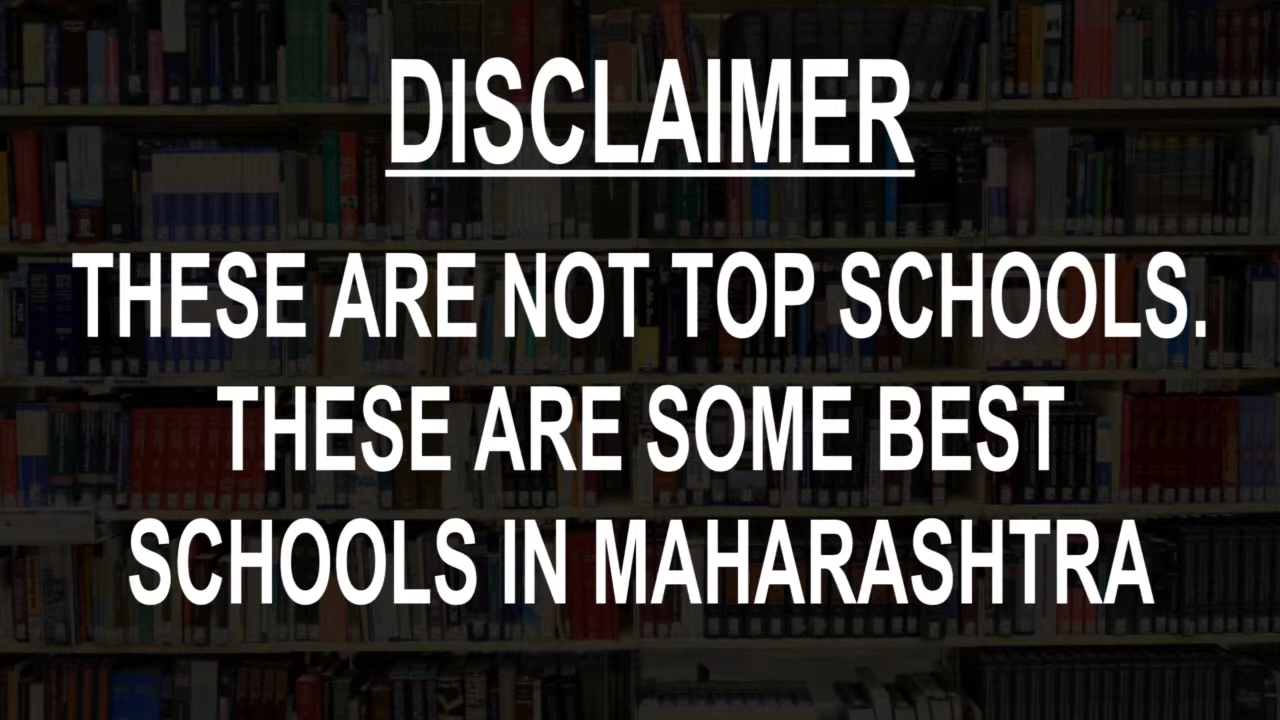 DISCLAIMER
THESE ARE NOT TOP SCHOOLS.
THESE ARE SOME BEST
SCHOOLS IN MAHARASHTRA